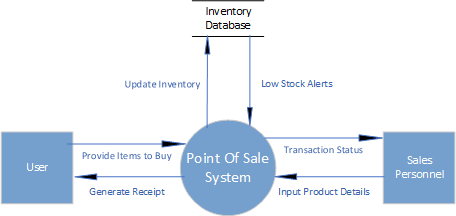 Inventory
Database
Update Inventory
Low Stock Alerts
User
Provide Items to Buy
Generate Receipt
Point Of Sale
System
Transaction Status
Input Product Details
Sales
Personnel